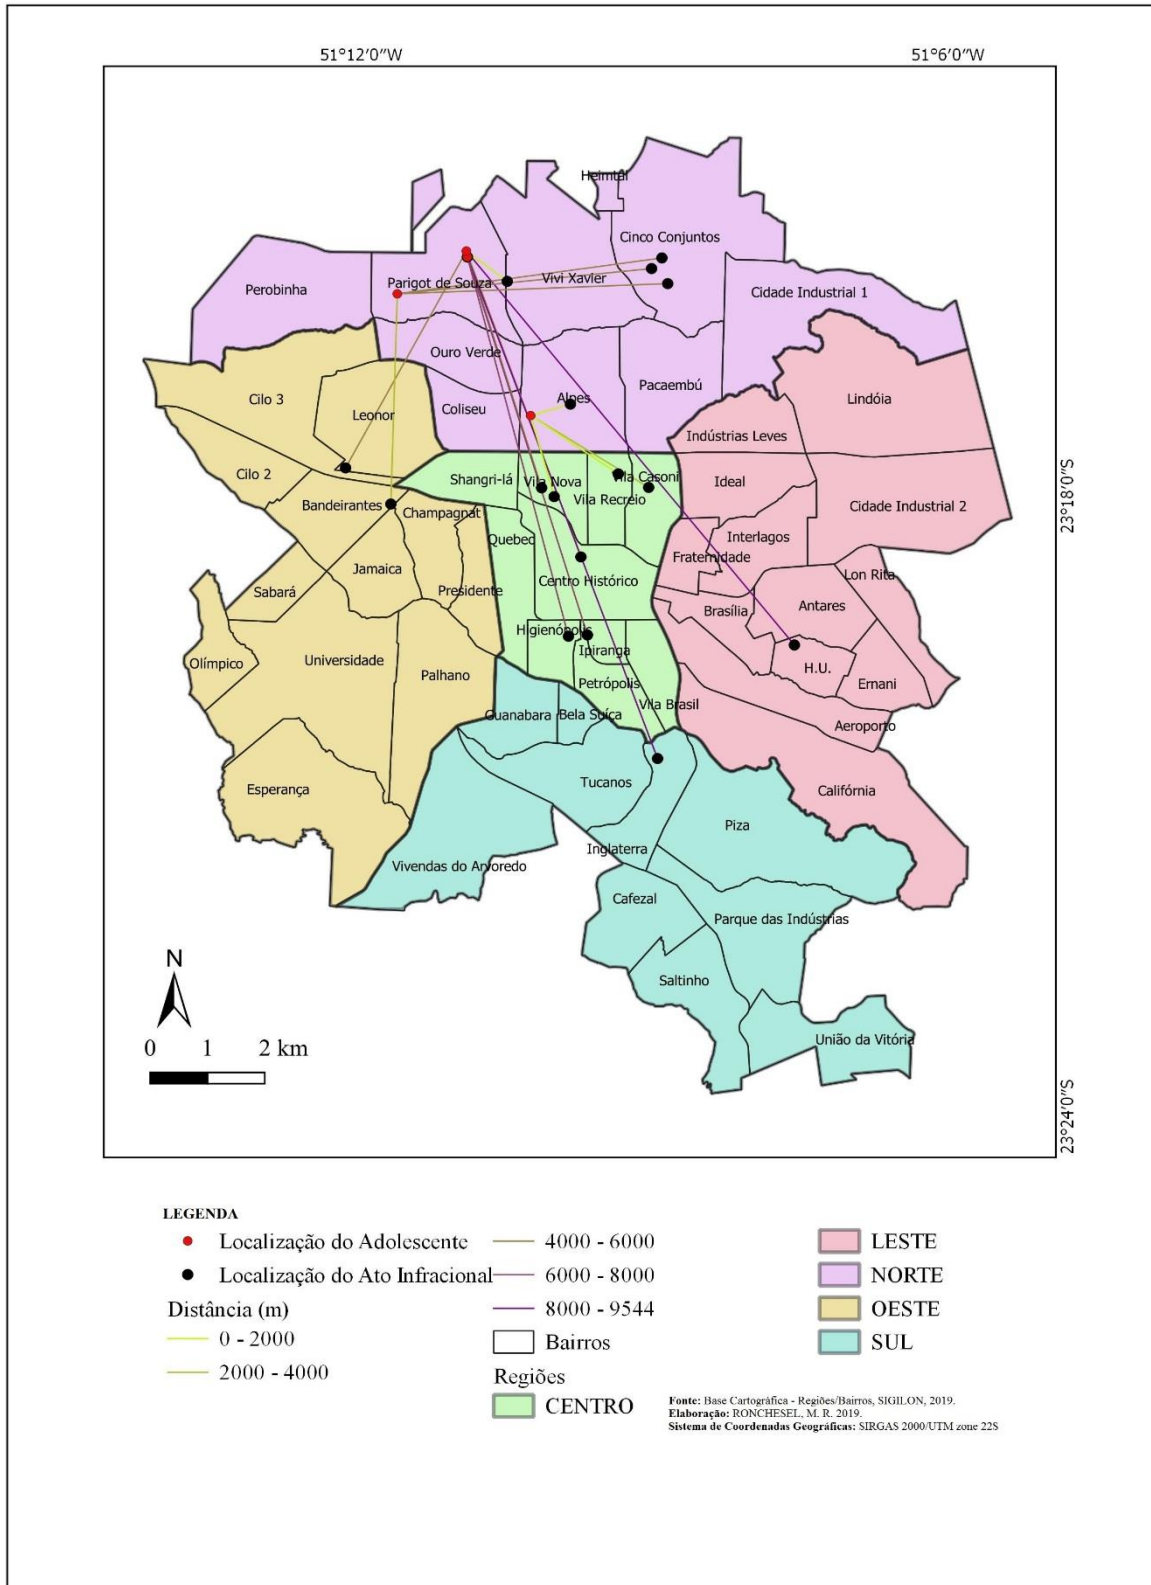 51°12'0"W
51°6'0"W
Heimtal
Cinco Conjuntos
Perobinha
Parigot de Souza
Vivi Xavier
Cidade Industrial 1
Ouro Verde
Cilo 3
Leonor
Coliseu
Alpes
Pacaembú
Lindóia
Indústrias Leves
Cilo 2
Shangri-lá
Vila Nova
Vila Casoni
Ideal
Bandeirantes
Champagnat
Vila Recreio
Cidade Industrial 2
23°18'0"S
Quebec
Interlagos
Fraternidade
Jamaica
Centro Histórico
Lon Rita
Sabará
Presidente
Brasília
Antares
Higienópolis
Ipiranga
Olímpico
Universidade
Palhano
H.U.
Petrópolis
Ernani
Vila Brasil
Guanabara
Bela Suíça
Aeroporto
Esperança
Tucanos
Califórnia
Piza
Inglaterra
Vivendas do Arvoredo
Cafezal
Parque das Indústrias
Saltinho
União da Vitória
N
0 1 2 km
23°24'0"S
LEGENDA
Localização do Adolescente
Localização do Ato Infracional
Distância (m)
0 - 2000
2000 - 4000
4000 - 6000
6000 - 8000
8000 - 9544
Bairros
Regiões
CENTRO
LESTE
NORTE
OESTE
SUL
Fonte: Base Cartográfica - Regiões/Bairros, SIGILON, 2019.
Elaboração: RONCHESEL, M. R. 2019.
Sistema de Coordenadas Geográficas: SIRGAS 2000/UTM zone 22S